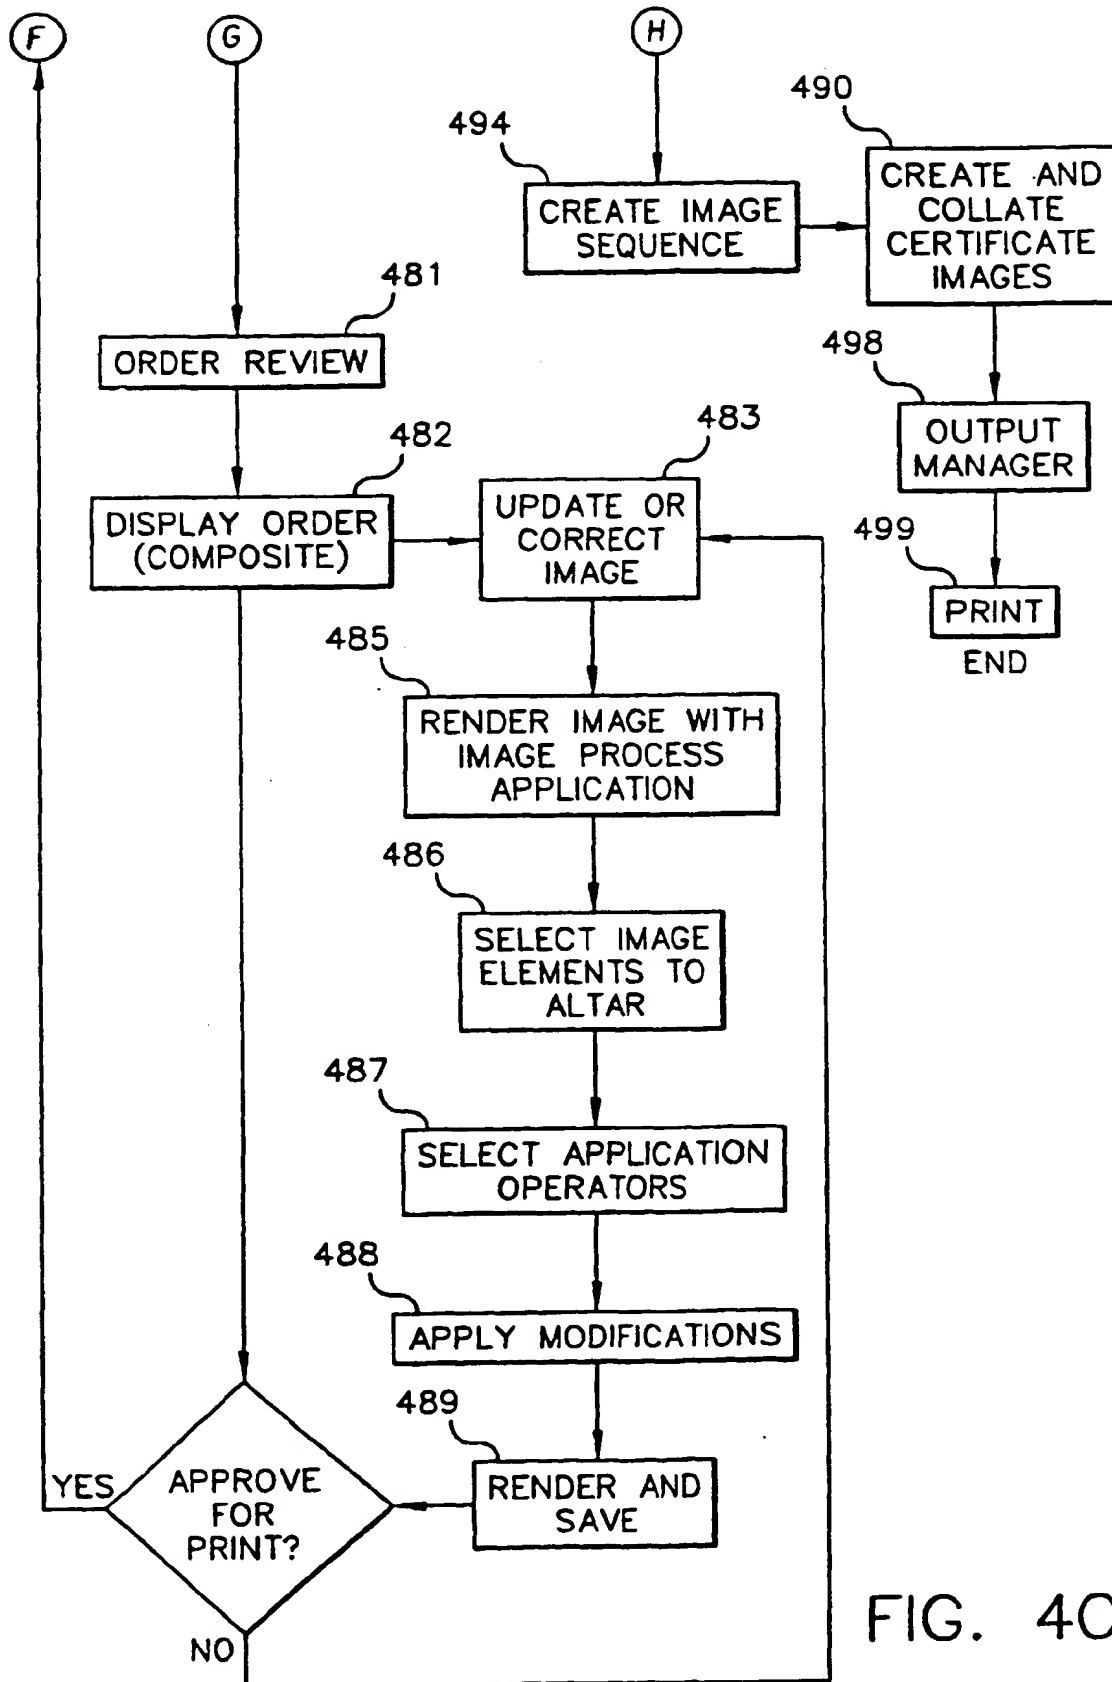 F
G
H
490
494
CREATE AND
COLLATE
CERTIFICATE
IMAGES
CREATE IMAGE
SEQUENCE
481
ORDER REVIEW
498
OUTPUT
MANAGER
482
DISPLAY ORDER
(COMPOSITE)
483
UPDATE OR
CORRECT
IMAGE
499
PRINT
END
485
RENDER IMAGE WITH
IMAGE PROCESS
APPLICATION
486
SELECT IMAGE
ELEMENTS TO
ALTAR
487
SELECT APPLICATION
OPERATORS
488
APPLY MODIFICATIONS
489
RENDER AND
SAVE
YES
APPROVE
FOR
PRINT?
NO
FIG. 4C